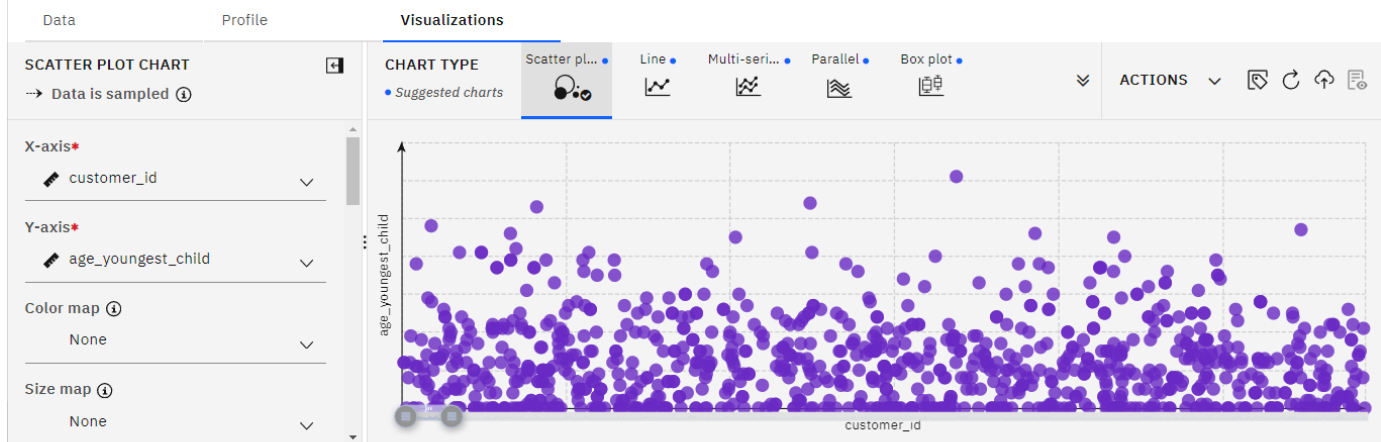 Data
Profile
Visualizations
SCATTER PLOT CHART
Data is sampled
X-axis*
customer_id
Y-axis*
age_youngest_child
Color map
None
Size map
None
CHART TYPE
Suggested charts
Scatter pl...
Line
Multi-seri...
Parallel
Box plot
ACTIONS
age_youngest_child
customer_id